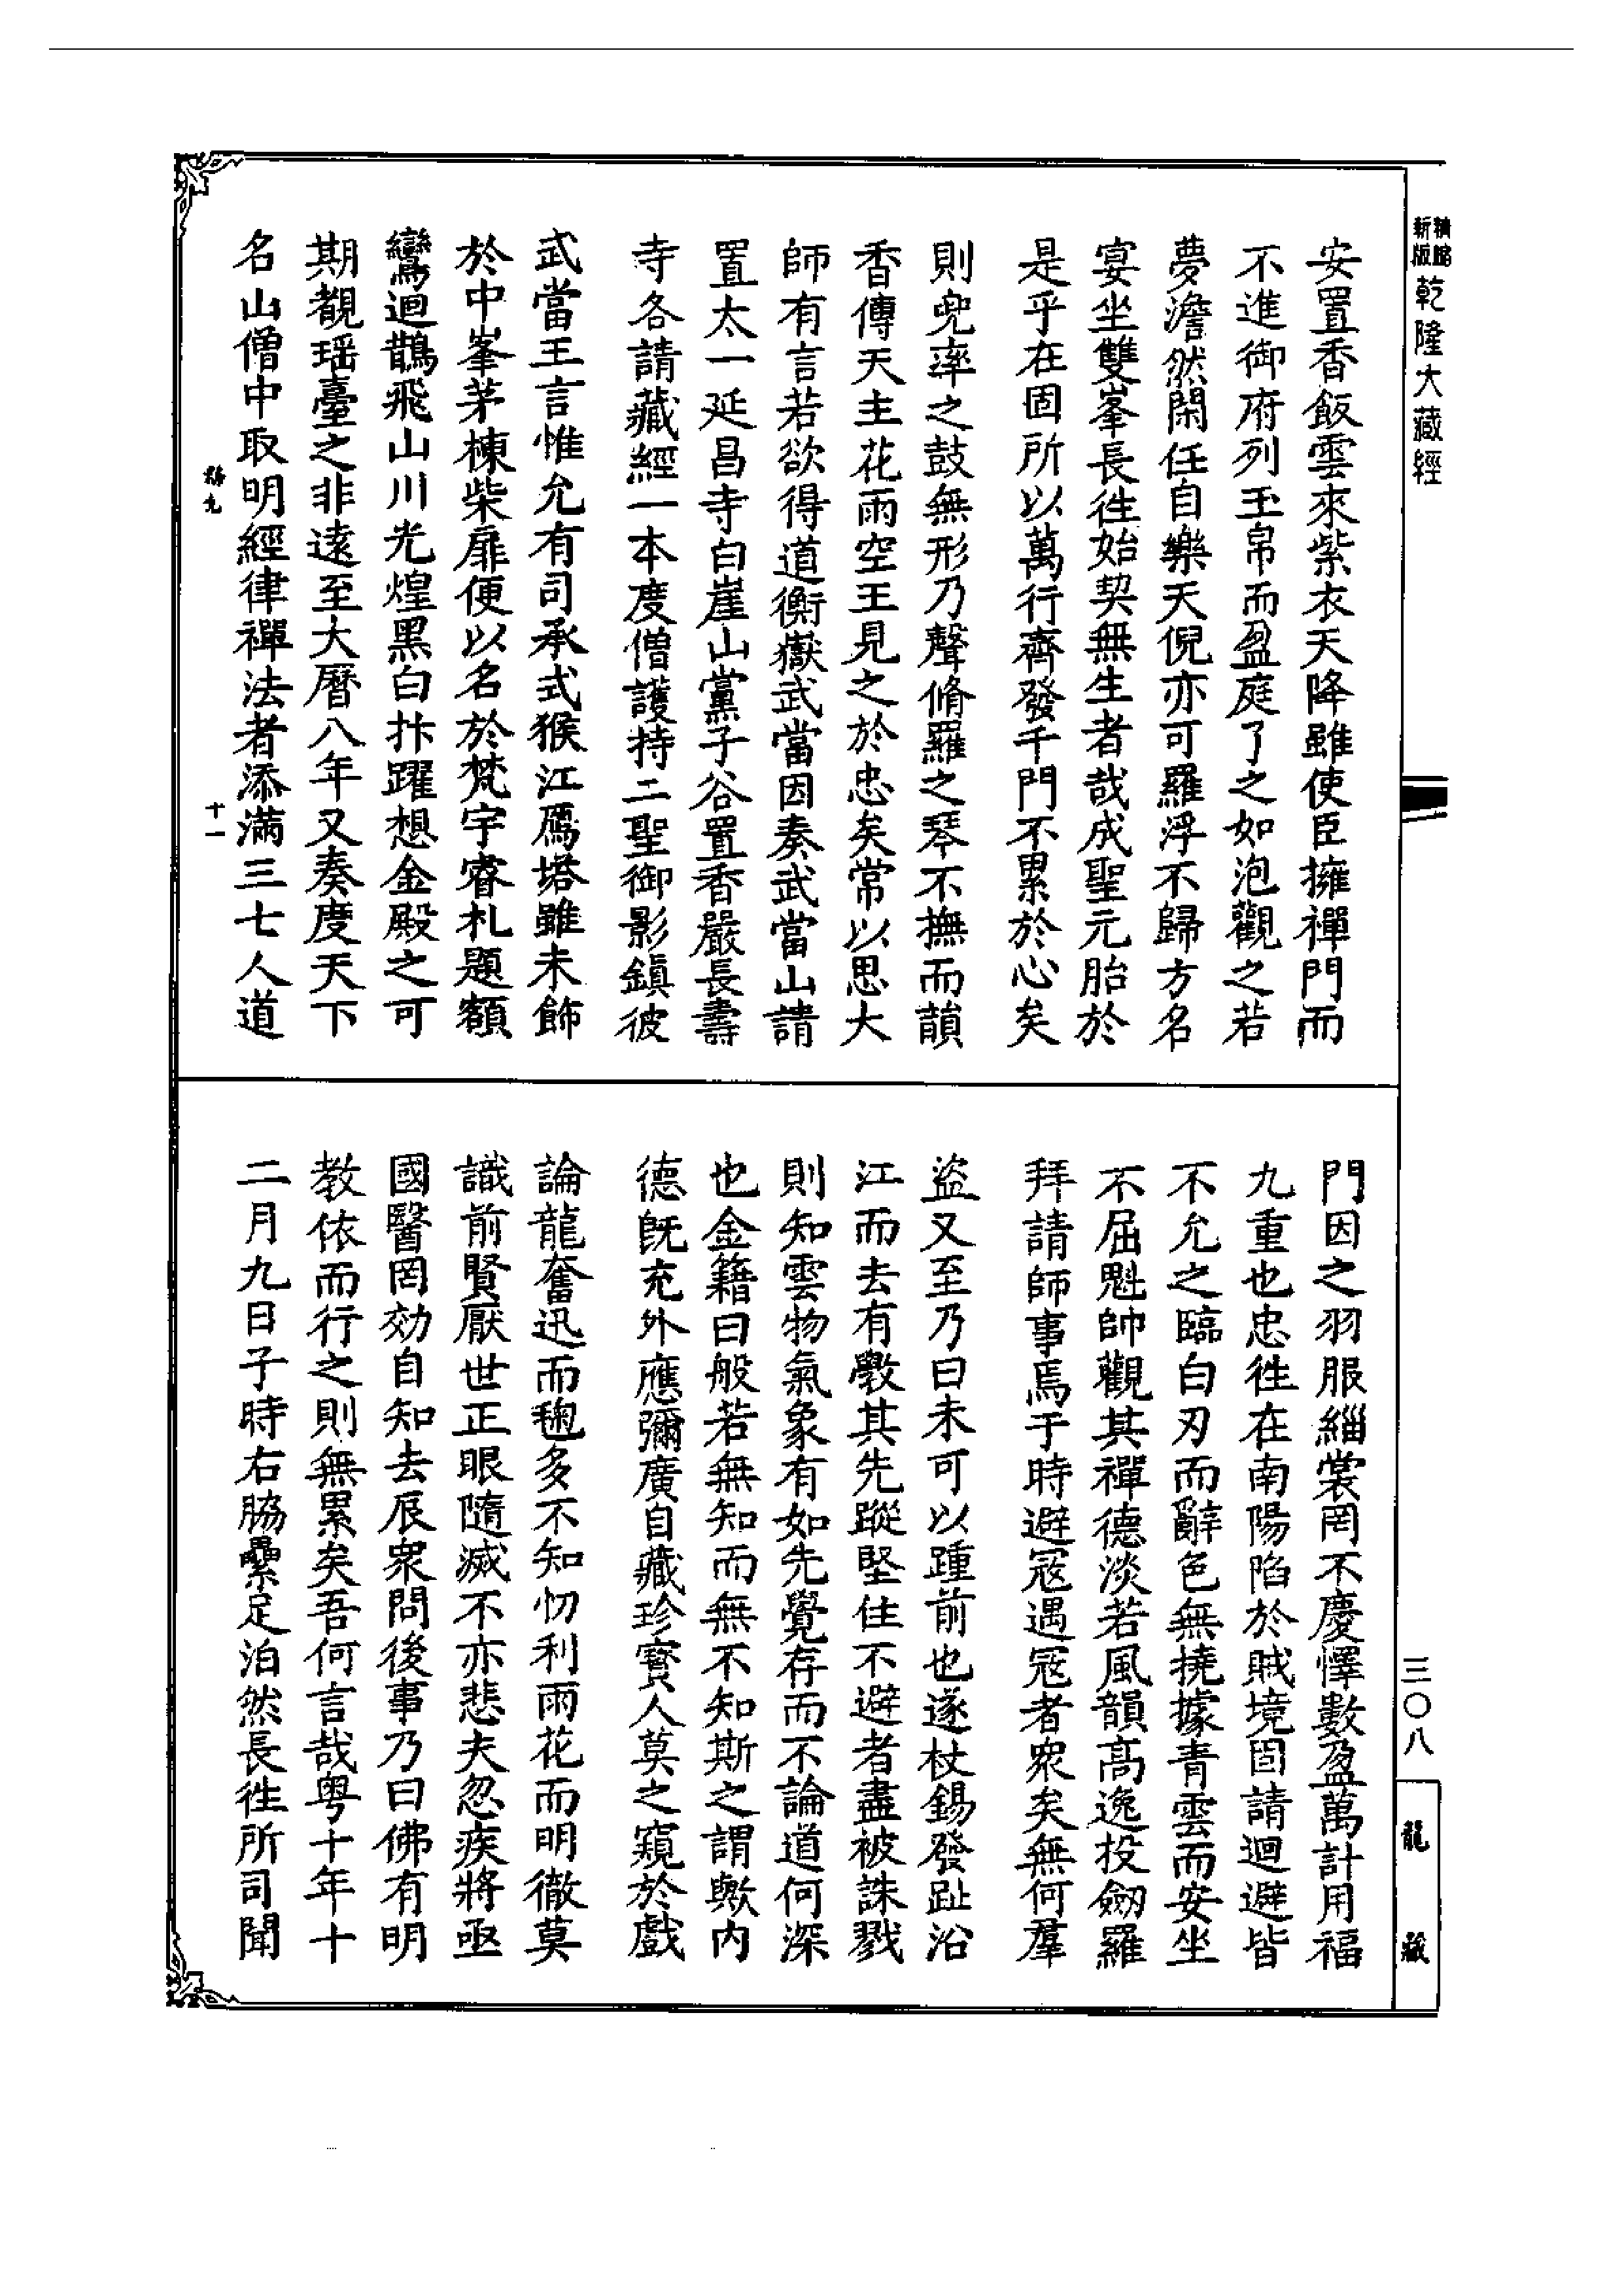 精縮
新版
乾隆大藏經
安置香飯雲來紫衣天降雖使臣擁禪門而
不進御府列玉帛而盈庭了之如泡觀之若
夢澹然閑任自樂天倪亦可羅浮不歸方名
宴坐雙峯長往始契無生者哉成聖元胎於
是乎在固所以萬行齊發千門不累於心矣
則兜率之鼓無形乃聲脩羅之琴不撫而韻
香傳天主花雨空王見之於忠矣常以思大
師有言若欲得道衡嶽武當因奏武當山請
置太一延昌寺白崖山黨子谷置香嚴長壽
寺各請藏經一本度僧護持二聖御影鎮彼
武當王言惟允有司承式猴江鴈塔雖未飾
於中峯茅棟柴扉便以名於梵宇睿札題額
鸞迴鵲飛山川光煌黑白抃躍想金殿之可
期覩瑶臺之非遠至大曆八年又奏度天下
名山僧中取明經律禪法者添滿三七人道
十一
門因之羽服緇裳罔不慶懌數盈萬計用福
九重也忠往在南陽陷於賊境固請迴避皆
不允之臨白刃而辭色無撓據青雲而安坐
不屈魁帥觀其禪德淡若風韻高逸投劒羅
拜請師事焉于時避寇遇寇者衆矣無何羣
盜又至乃曰未可以踵前也遂杖錫發趾沿
江而去有斆其先蹤堅住不避者盡被誅戮
則知雲物氣象有如先覺存而不論道何深
也金籍曰般若無知而無不知斯之謂歟內
德旣充外應彌廣自藏珍寶人莫之窺於戲
論龍奮迅而毱多不知忉利雨花而明徹莫
識前賢厭世正眼隨滅不亦悲夫忽疾將亟
國醫罔効自知去辰衆問後事乃曰佛有明
教依而行之則無累矣吾何言哉粵十年十
二月九日子時右脇纍足泊然長往所司聞
三〇八
龍藏